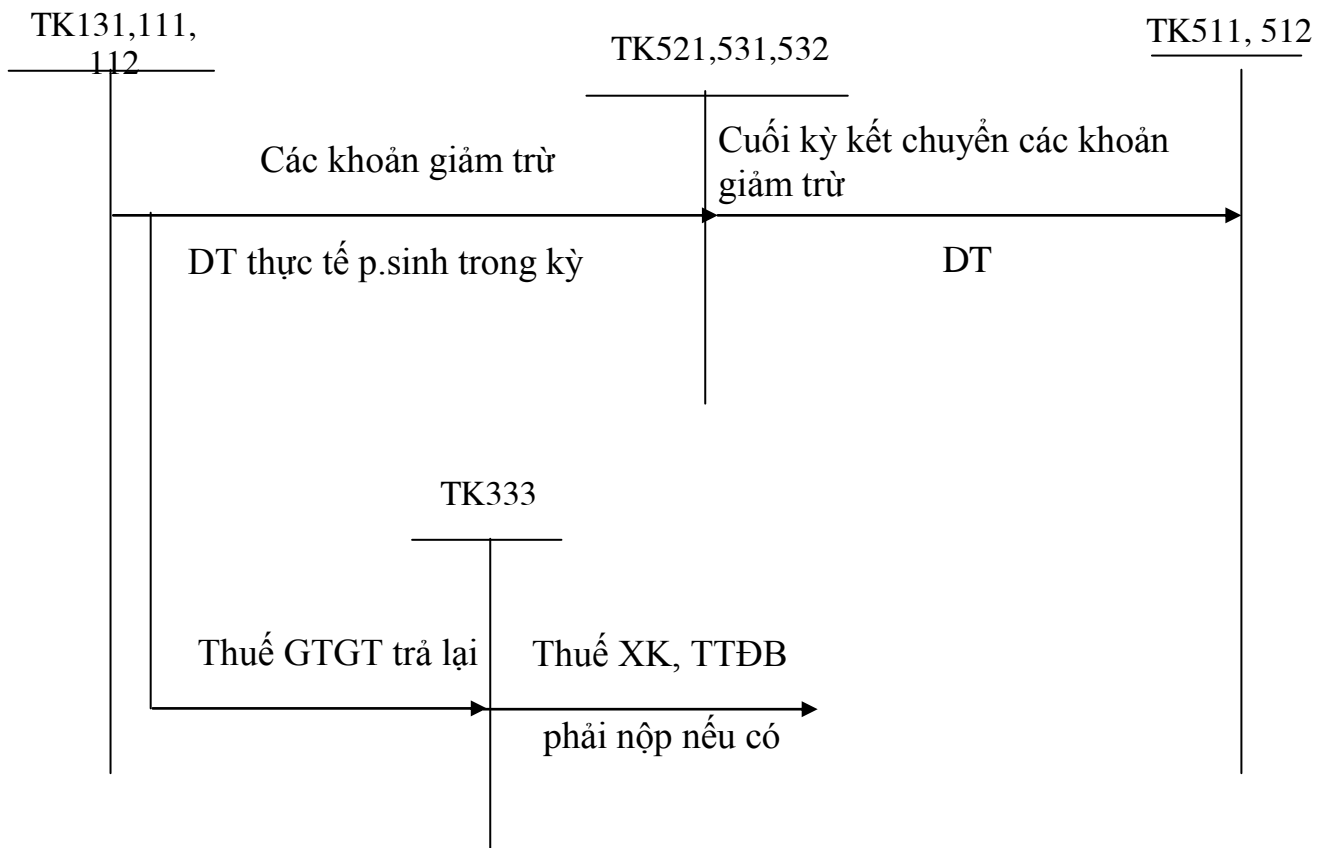 TK131,111,
112
TK521,531,532
TK511, 512
Các khoản giảm trừ
DT thực tế p.sinh trong kỳ
Cuối kỳ kết chuyển các khoản
giảm trừ
DT
TK333
Thuế GTGT trả lại
Thuế XK, TTĐB
phải nộp nếu có